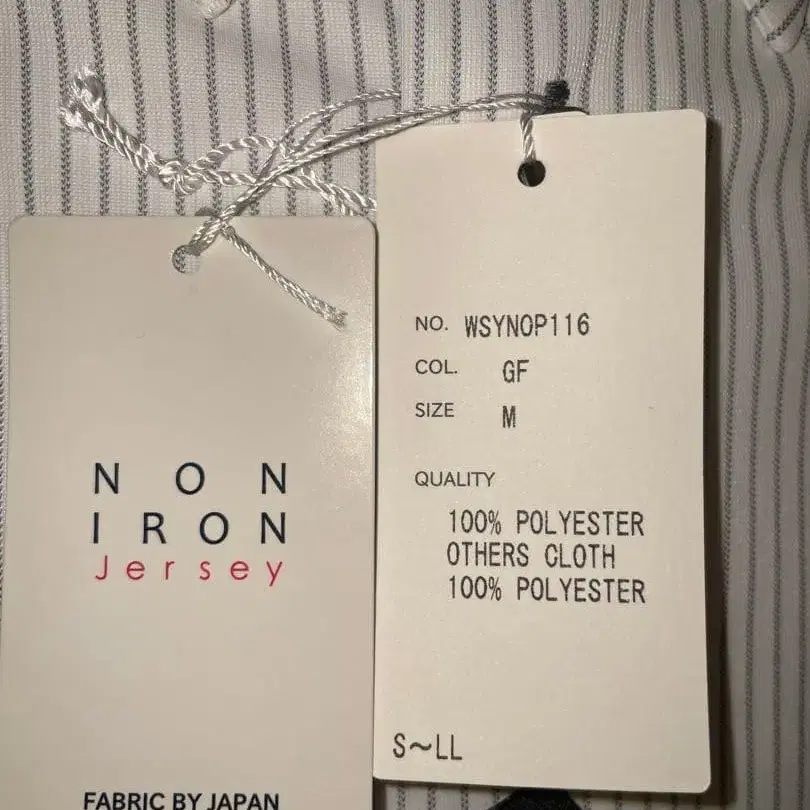 NON
IRON
Jersey
FABRIC BY JAPAN
NO. WSYNOP116
COL. GF
SIZE M
QUALITY
100% POLYESTER
OTHERS CLOTH
100% POLYESTER
S~LL